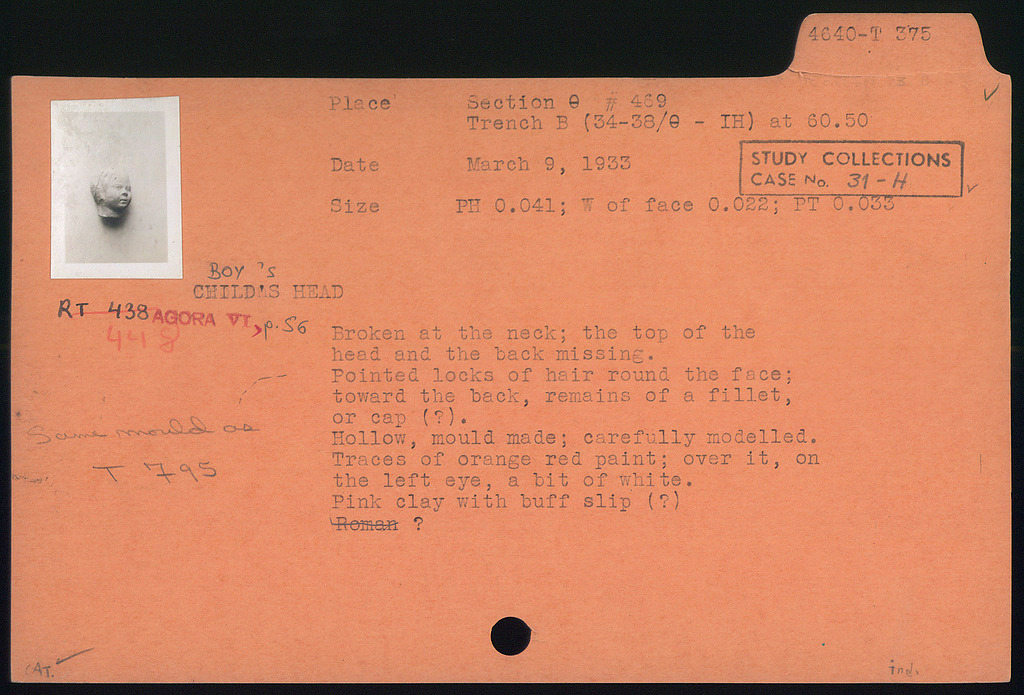 4640-T 375
Place Section Θ # 469
Trench B (34-38/Θ - IH) at 60.50
Date March 9, 1933
STUDY COLLECTIONS
CASE No. 31-H
Size PH 0.041; W of face 0.022; PT 0.033
BOY'S
CHILD'S HEAD
RT 438 AGORA VI, p. 56
448
Broken at the neck; the top of the
head and the back missing.
Pointed locks of hair round the face;
toward the back, remains of a fillet,
or cap (?).
Hollow, mould made; carefully modelled.
Traces of orange red paint; over it, on
the left eye, a bit of white.
Pink clay with buff slip (?)
Roman ?
Same mould as
T 795
CAT.
ind.